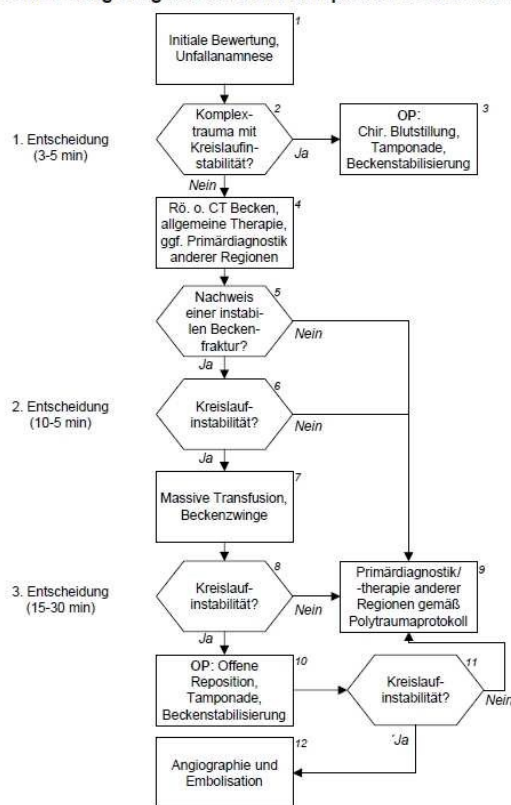 1
Initiale Bewertung,
Unfallanamnese
2
Komplex-
trauma mit
Kreislaufin-
stabilität?
1. Entscheidung
(3-5 min)
Ja
3
OP:
Chir. Blutstillung,
Tamponade,
Beckenstabilisierung
Nein
4
Rö. o. CT Becken,
allgemeine Therapie,
ggf. Primärdiagnostik
anderer Regionen
5
Nachweis
einer instabi-
len Becken-
fraktur?
Nein
Ja
6
2. Entscheidung
(10-5 min)
Kreislauf-
instabilität?
Nein
Ja
7
Massive Transfusion,
Beckenzwinge
8
3. Entscheidung
(15-30 min)
Kreislauf-
instabilität?
Nein
9
Primärdiagnostik/
-therapie anderer
Regionen gemäß
Polytraumaprotokoll
Ja
10
OP: Offene
Reposition,
Tamponade,
Beckenstabilisierung
11
Kreislauf-
instabilität?
Nein
´Ja
12
Angiographie und
Embolisation